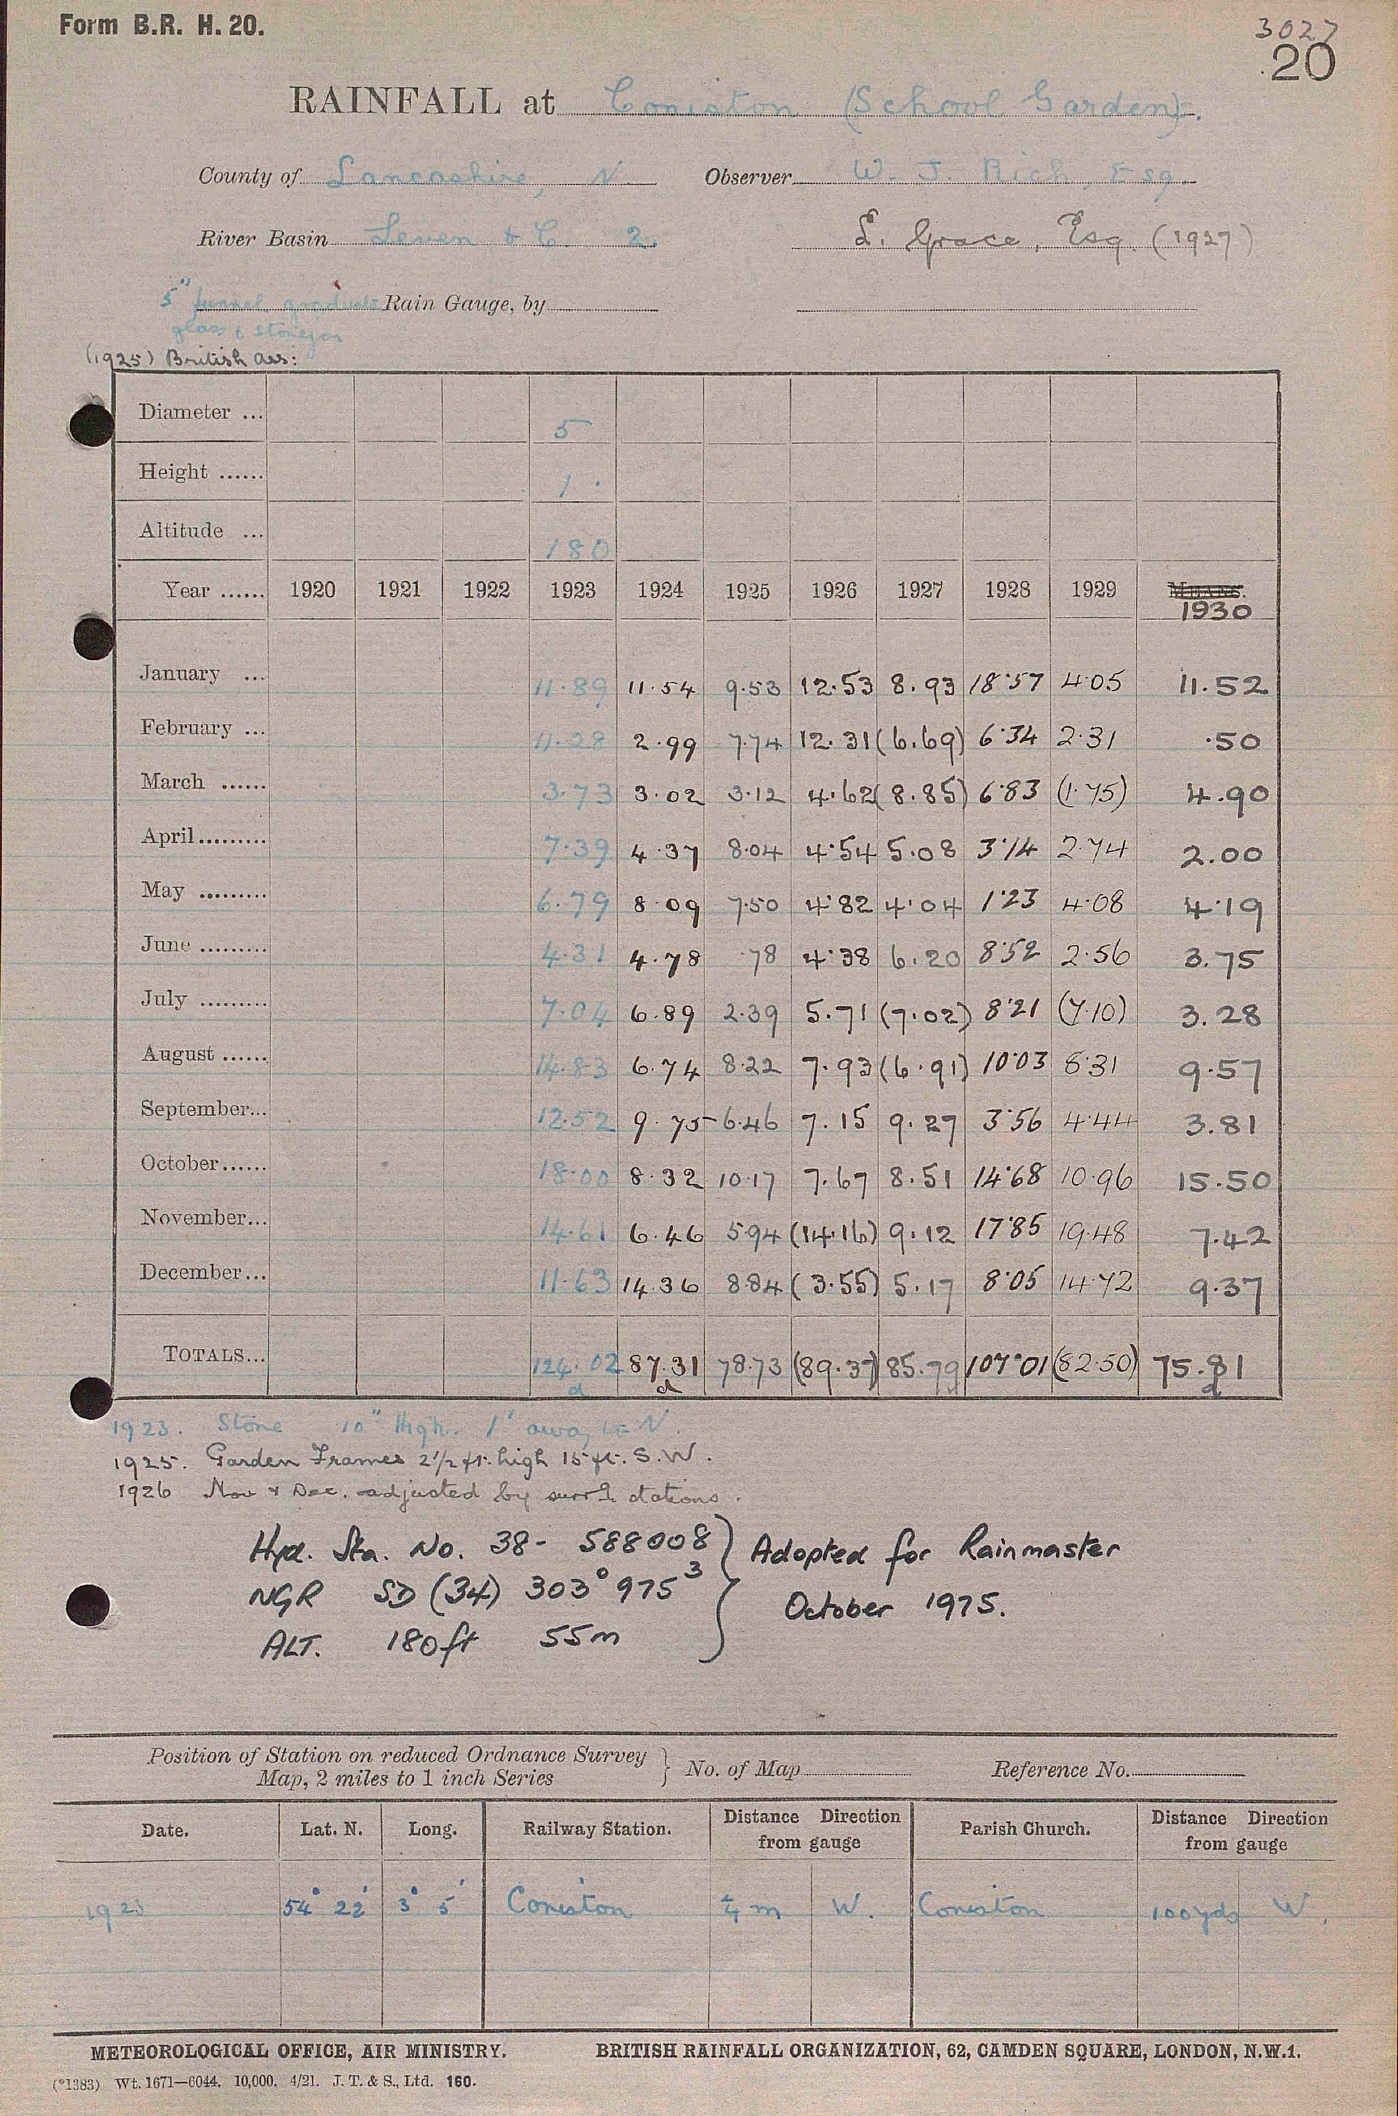 Form B.R. H. 20.
3027
20
RAINFALL at Coniston (School Garden).
County of Lancashire, N. Observer W. J. Rich, Esq.
River Basin Leven & C. 2. L. Grace, Esq. (1927)
5" funnel graduate Rain Gauge, by
glass & stonejar
(1925) British Ass:
Diameter ... 5
Height ...... 1
Altitude ... 180
Year ...... 1920 1921 1922 1923 1924 1925 1926 1927 1928 1929 MEANS. 1930
January ... 11.89 11.54 9.53 12.53 8.93 18.57 4.05 11.52
February ... 11.28 2.99 7.74 12.31 (6.69) 6.34 2.31 .50
March ...... 3.73 3.02 3.12 4.62 (8.85) 6.83 (1.75) 4.90
April......... 7.39 4.37 8.04 4.54 5.08 3.14 2.74 2.00
May ......... 6.79 8.09 7.50 4.82 4.04 1.23 4.08 4.19
June ......... 4.31 4.78 .78 4.38 6.20 8.52 2.56 3.75
July ......... 7.04 6.89 2.39 5.71 (7.02) 8.21 (7.10) 3.28
August ...... 14.83 6.74 8.22 7.93 (6.91) 10.03 8.31 9.57
September... 12.52 9.75 6.46 7.15 9.27 3.56 4.44 3.81
October...... 18.00 8.32 10.17 7.67 8.51 14.68 10.96 15.50
November... 14.61 6.46 5.94 (14.16) 9.12 17.85 19.48 7.42
December... 11.63 14.36 8.84 (3.55) 5.17 8.05 14.72 9.37
TOTALS... 124.02 87.31 78.73 (89.37) 85.79 107.01 (82.50) 75.81
d d d
1923. Stone 10" High. 1' away to N.
1925. Garden Frames 2 1/2 ft. high 15 ft. S.W.
1926 Nov & Dec. adjusted by surrg stations.
Hyd. Sta. No. 38- 588008 } Adopted for Rainmaster
NGR SD (34) 303° 975³ October 1975.
ALT. 180ft 55m
Position of Station on reduced Ordnance Survey } No. of Map Reference No.
Map, 2 miles to 1 inch Series
Date. Lat. N. Long. Railway Station. Distance Direction from gauge Parish Church. Distance Direction from gauge
1923 54° 22' 3° 5' Coniston ¼ m W. Coniston 100 yds W.
METEOROLOGICAL OFFICE, AIR MINISTRY. BRITISH RAINFALL ORGANIZATION, 62, CAMDEN SQUARE, LONDON, N.W.1.
(*1383) Wt. 1671—6044. 10,000. 4/21. J. T. & S., Ltd. 160.